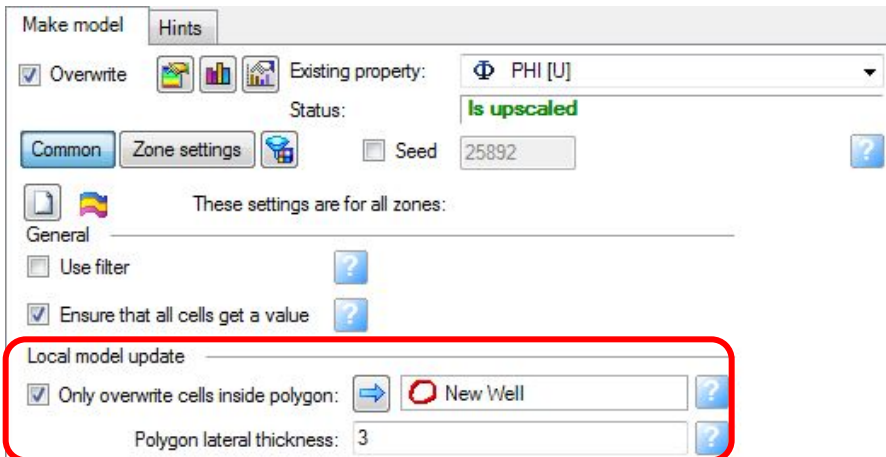 Make model Hints
Overwrite Existing property: Φ PHI [U]
Status: Is upscaled
Common Zone settings Seed 25892 ?
These settings are for all zones:
General
Use filter ?
Ensure that all cells get a value ?
Local model update
Only overwrite cells inside polygon: New Well ?
Polygon lateral thickness: 3 ?